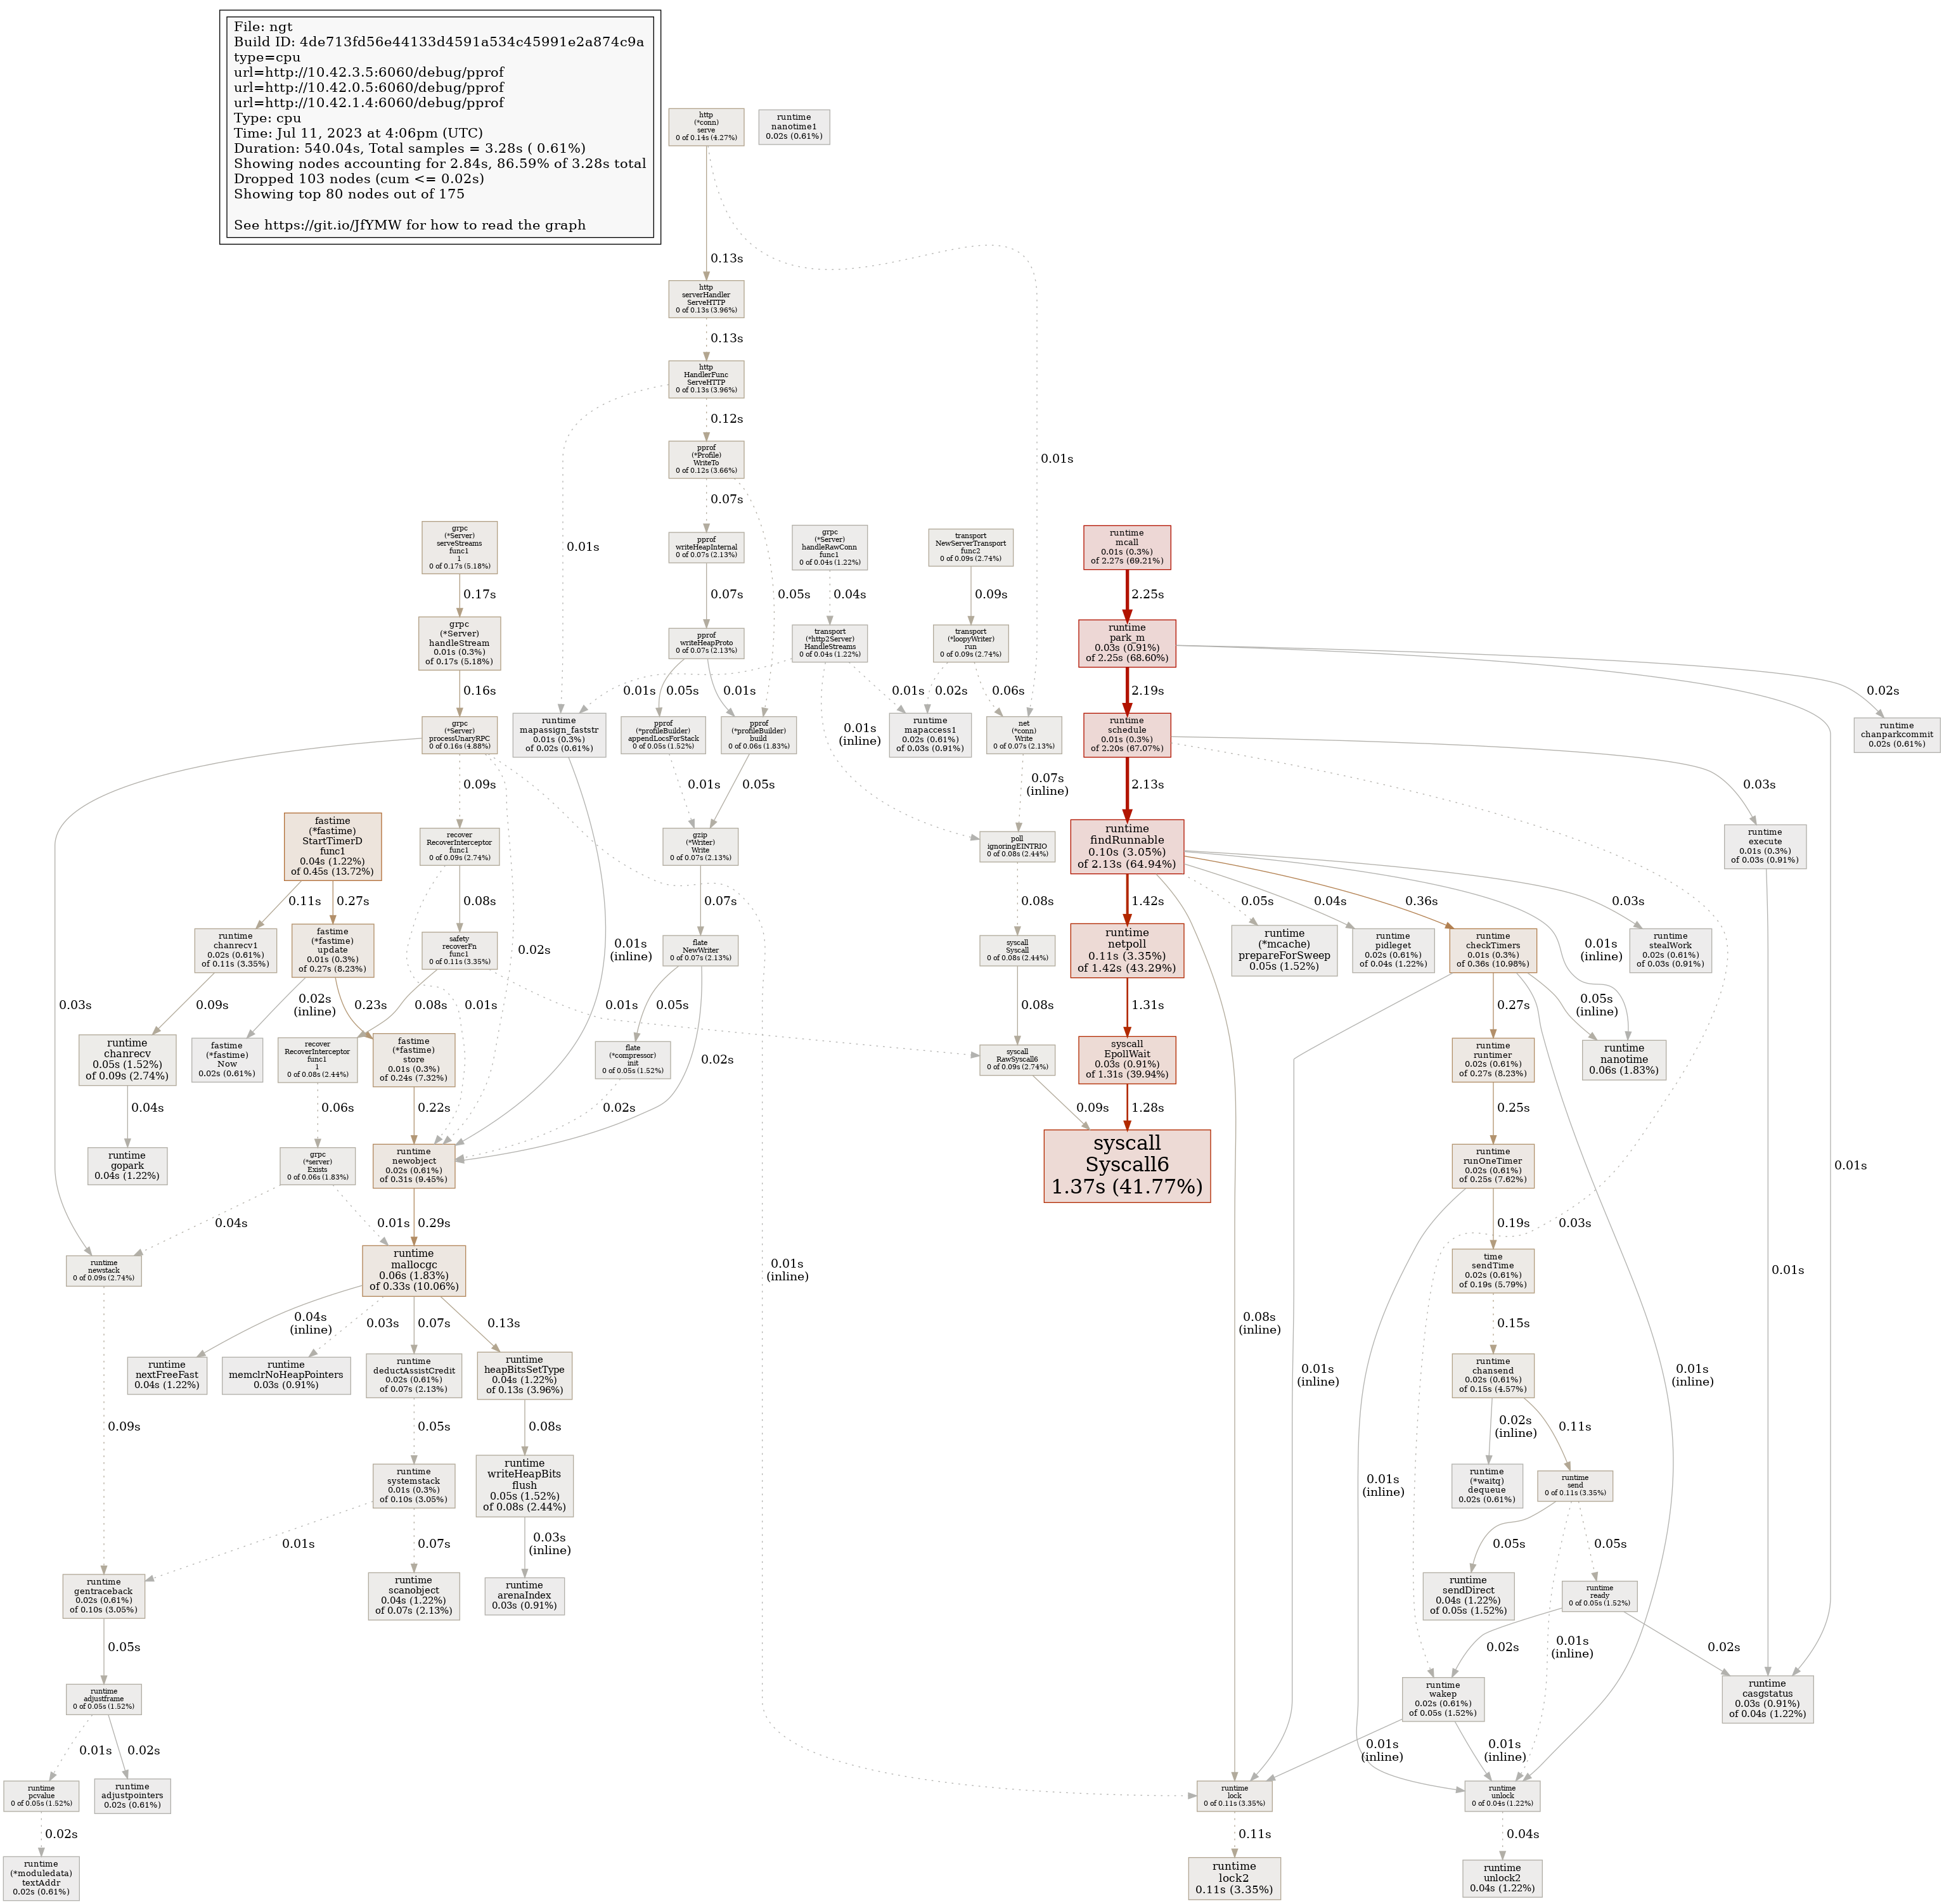 File: ngt
Build ID: 4de713fd56e44133d4591a534c45991e2a874c9a
type=cpu
url=http://10.42.3.5:6060/debug/pprof
url=http://10.42.0.5:6060/debug/pprof
url=http://10.42.1.4:6060/debug/pprof
Type: cpu
Time: Jul 11, 2023 at 4:06pm (UTC)
Duration: 540.04s, Total samples = 3.28s ( 0.61%)
Showing nodes accounting for 2.84s, 86.59% of 3.28s total
Dropped 103 nodes (cum <= 0.02s)
Showing top 80 nodes out of 175
See https://git.io/JfYMW for how to read the graph
http
(*conn)
serve
0 of 0.14s (4.27%)
runtime
nanotime1
0.02s (0.61%)
0.13s
http
serverHandler
ServeHTTP
0 of 0.13s (3.96%)
0.13s
http
HandlerFunc
ServeHTTP
0 of 0.13s (3.96%)
0.12s
0.01s
pprof
(*Profile)
WriteTo
0 of 0.12s (3.66%)
0.01s
0.07s
0.05s
grpc
(*Server)
serveStreams
func1
1
0 of 0.17s (5.18%)
pprof
writeHeapInternal
0 of 0.07s (2.13%)
grpc
(*Server)
handleRawConn
func1
0 of 0.04s (1.22%)
transport
NewServerTransport
func2
0 of 0.09s (2.74%)
runtime
mcall
0.01s (0.3%)
of 2.27s (69.21%)
0.17s
0.07s
0.04s
0.09s
2.25s
grpc
(*Server)
handleStream
0.01s (0.3%)
of 0.17s (5.18%)
pprof
writeHeapProto
0 of 0.07s (2.13%)
transport
(*http2Server)
HandleStreams
0 of 0.04s (1.22%)
transport
(*loopyWriter)
run
0 of 0.09s (2.74%)
runtime
park_m
0.03s (0.91%)
of 2.25s (68.60%)
0.16s
0.01s
0.05s
0.01s
0.01s
0.02s
0.06s
2.19s
0.02s
0.01s
(inline)
grpc
(*Server)
processUnaryRPC
0 of 0.16s (4.88%)
runtime
mapassign_faststr
0.01s (0.3%)
of 0.02s (0.61%)
pprof
(*profileBuilder)
appendLocsForStack
0 of 0.05s (1.52%)
pprof
(*profileBuilder)
build
0 of 0.06s (1.83%)
runtime
mapaccess1
0.02s (0.61%)
of 0.03s (0.91%)
net
(*conn)
Write
0 of 0.07s (2.13%)
runtime
schedule
0.01s (0.3%)
of 2.20s (67.07%)
runtime
chanparkcommit
0.02s (0.61%)
0.09s
0.01s
0.05s
0.07s
(inline)
2.13s
0.03s
fastime
(*fastime)
StartTimerD
func1
0.04s (1.22%)
of 0.45s (13.72%)
recover
RecoverInterceptor
func1
0 of 0.09s (2.74%)
gzip
(*Writer)
Write
0 of 0.07s (2.13%)
poll
ignoringEINTRIO
0 of 0.08s (2.44%)
runtime
findRunnable
0.10s (3.05%)
of 2.13s (64.94%)
runtime
execute
0.01s (0.3%)
of 0.03s (0.91%)
0.11s
0.27s
0.08s
0.07s
0.08s
1.42s
0.05s
0.04s
0.36s
0.03s
0.02s
0.01s
(inline)
0.01s
(inline)
runtime
chanrecv1
0.02s (0.61%)
of 0.11s (3.35%)
fastime
(*fastime)
update
0.01s (0.3%)
of 0.27s (8.23%)
safety
recoverFn
func1
0 of 0.11s (3.35%)
flate
NewWriter
0 of 0.07s (2.13%)
syscall
Syscall
0 of 0.08s (2.44%)
runtime
netpoll
0.11s (3.35%)
of 1.42s (43.29%)
runtime
(*mcache)
prepareForSweep
0.05s (1.52%)
runtime
pidleget
0.02s (0.61%)
of 0.04s (1.22%)
runtime
checkTimers
0.01s (0.3%)
of 0.36s (10.98%)
runtime
stealWork
0.02s (0.61%)
of 0.03s (0.91%)
0.03s
0.09s
0.02s
(inline)
0.23s
0.08s
0.01s
0.01s
0.05s
0.02s
0.08s
1.31s
0.27s
0.05s
(inline)
runtime
chanrecv
0.05s (1.52%)
of 0.09s (2.74%)
fastime
(*fastime)
Now
0.02s (0.61%)
recover
RecoverInterceptor
func1
1
0 of 0.08s (2.44%)
fastime
(*fastime)
store
0.01s (0.3%)
of 0.24s (7.32%)
flate
(*compressor)
init
0 of 0.05s (1.52%)
syscall
RawSyscall6
0 of 0.09s (2.74%)
syscall
EpollWait
0.03s (0.91%)
of 1.31s (39.94%)
runtime
runtimer
0.02s (0.61%)
of 0.27s (8.23%)
runtime
nanotime
0.06s (1.83%)
0.04s
0.06s
0.22s
0.02s
0.09s
1.28s
0.25s
runtime
gopark
0.04s (1.22%)
grpc
(*server)
Exists
0 of 0.06s (1.83%)
runtime
newobject
0.02s (0.61%)
of 0.31s (9.45%)
syscall
Syscall6
1.37s (41.77%)
runtime
runOneTimer
0.02s (0.61%)
of 0.25s (7.62%)
0.01s
0.04s
0.01s
0.29s
0.19s
0.03s
runtime
newstack
0 of 0.09s (2.74%)
runtime
mallocgc
0.06s (1.83%)
of 0.33s (10.06%)
0.01s
(inline)
time
sendTime
0.02s (0.61%)
of 0.19s (5.79%)
0.01s
0.04s
(inline)
0.03s
0.07s
0.13s
0.08s
(inline)
0.15s
runtime
nextFreeFast
0.04s (1.22%)
runtime
memclrNoHeapPointers
0.03s (0.91%)
runtime
deductAssistCredit
0.02s (0.61%)
of 0.07s (2.13%)
runtime
heapBitsSetType
0.04s (1.22%)
of 0.13s (3.96%)
0.01s
(inline)
runtime
chansend
0.02s (0.61%)
of 0.15s (4.57%)
0.01s
(inline)
0.09s
0.05s
0.08s
0.02s
(inline)
0.11s
runtime
systemstack
0.01s (0.3%)
of 0.10s (3.05%)
runtime
writeHeapBits
flush
0.05s (1.52%)
of 0.08s (2.44%)
0.01s
(inline)
runtime
(*waitq)
dequeue
0.02s (0.61%)
runtime
send
0 of 0.11s (3.35%)
0.01s
0.07s
0.03s
(inline)
0.05s
0.05s
runtime
gentraceback
0.02s (0.61%)
of 0.10s (3.05%)
runtime
scanobject
0.04s (1.22%)
of 0.07s (2.13%)
runtime
arenaIndex
0.03s (0.91%)
runtime
sendDirect
0.04s (1.22%)
of 0.05s (1.52%)
runtime
ready
0 of 0.05s (1.52%)
0.05s
0.01s
(inline)
0.02s
0.02s
runtime
adjustframe
0 of 0.05s (1.52%)
runtime
wakep
0.02s (0.61%)
of 0.05s (1.52%)
runtime
casgstatus
0.03s (0.91%)
of 0.04s (1.22%)
0.01s
0.02s
0.01s
(inline)
0.01s
(inline)
runtime
pcvalue
0 of 0.05s (1.52%)
runtime
adjustpointers
0.02s (0.61%)
runtime
lock
0 of 0.11s (3.35%)
runtime
unlock
0 of 0.04s (1.22%)
0.02s
0.11s
0.04s
runtime
(*moduledata)
textAddr
0.02s (0.61%)
runtime
lock2
0.11s (3.35%)
runtime
unlock2
0.04s (1.22%)